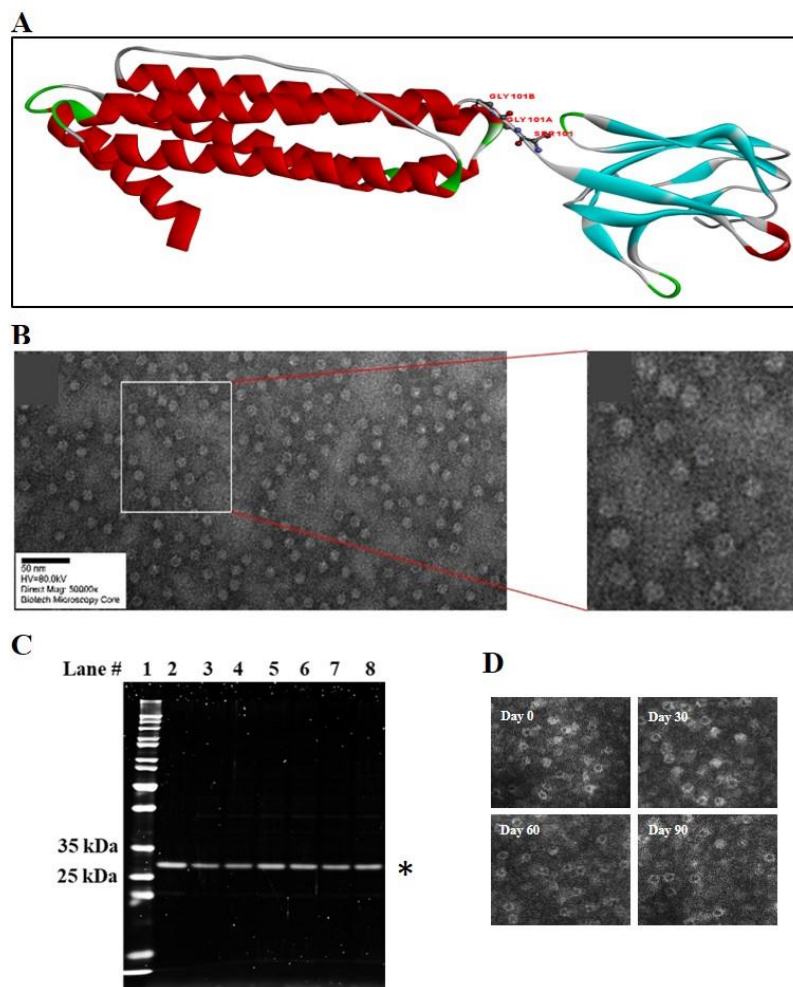 A
GLY101B
GLY101A
SER101
B
50 nm
HV=80.0kV
Direct Mag: 50000x
Biotech Microscopy Core
C
D
Lane # 1 2 3 4 5 6 7 8
Day 0
Day 30
Day 60
Day 90
35 kDa
25 kDa
*